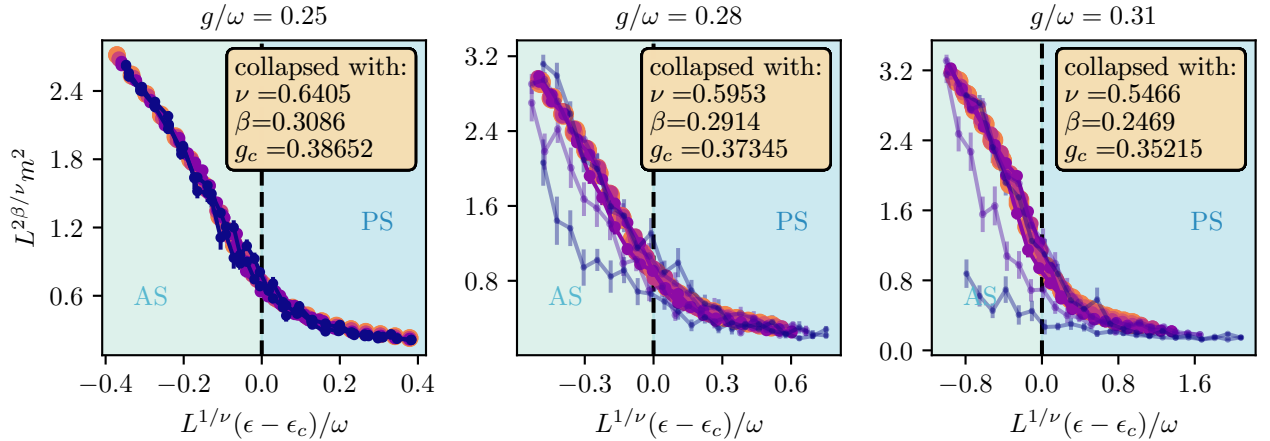 g/ω = 0.25
g/ω = 0.28
g/ω = 0.31
L^{2β/ν}m²
2.4
1.8
1.2
0.6
collapsed with:
ν =0.6405
β=0.3086
g_c =0.38652
AS
PS
−0.4
−0.2
0.0
0.2
0.4
L^{1/ν}(ϵ − ϵ_c)/ω
3.2
2.4
1.6
0.8
collapsed with:
ν =0.5953
β=0.2914
g_c =0.37345
AS
PS
−0.3
0.0
0.3
0.6
L^{1/ν}(ϵ − ϵ_c)/ω
3.2
2.4
1.6
0.8
0.0
collapsed with:
ν =0.5466
β=0.2469
g_c =0.35215
AS
PS
−0.8
0.0
0.8
1.6
L^{1/ν}(ϵ − ϵ_c)/ω